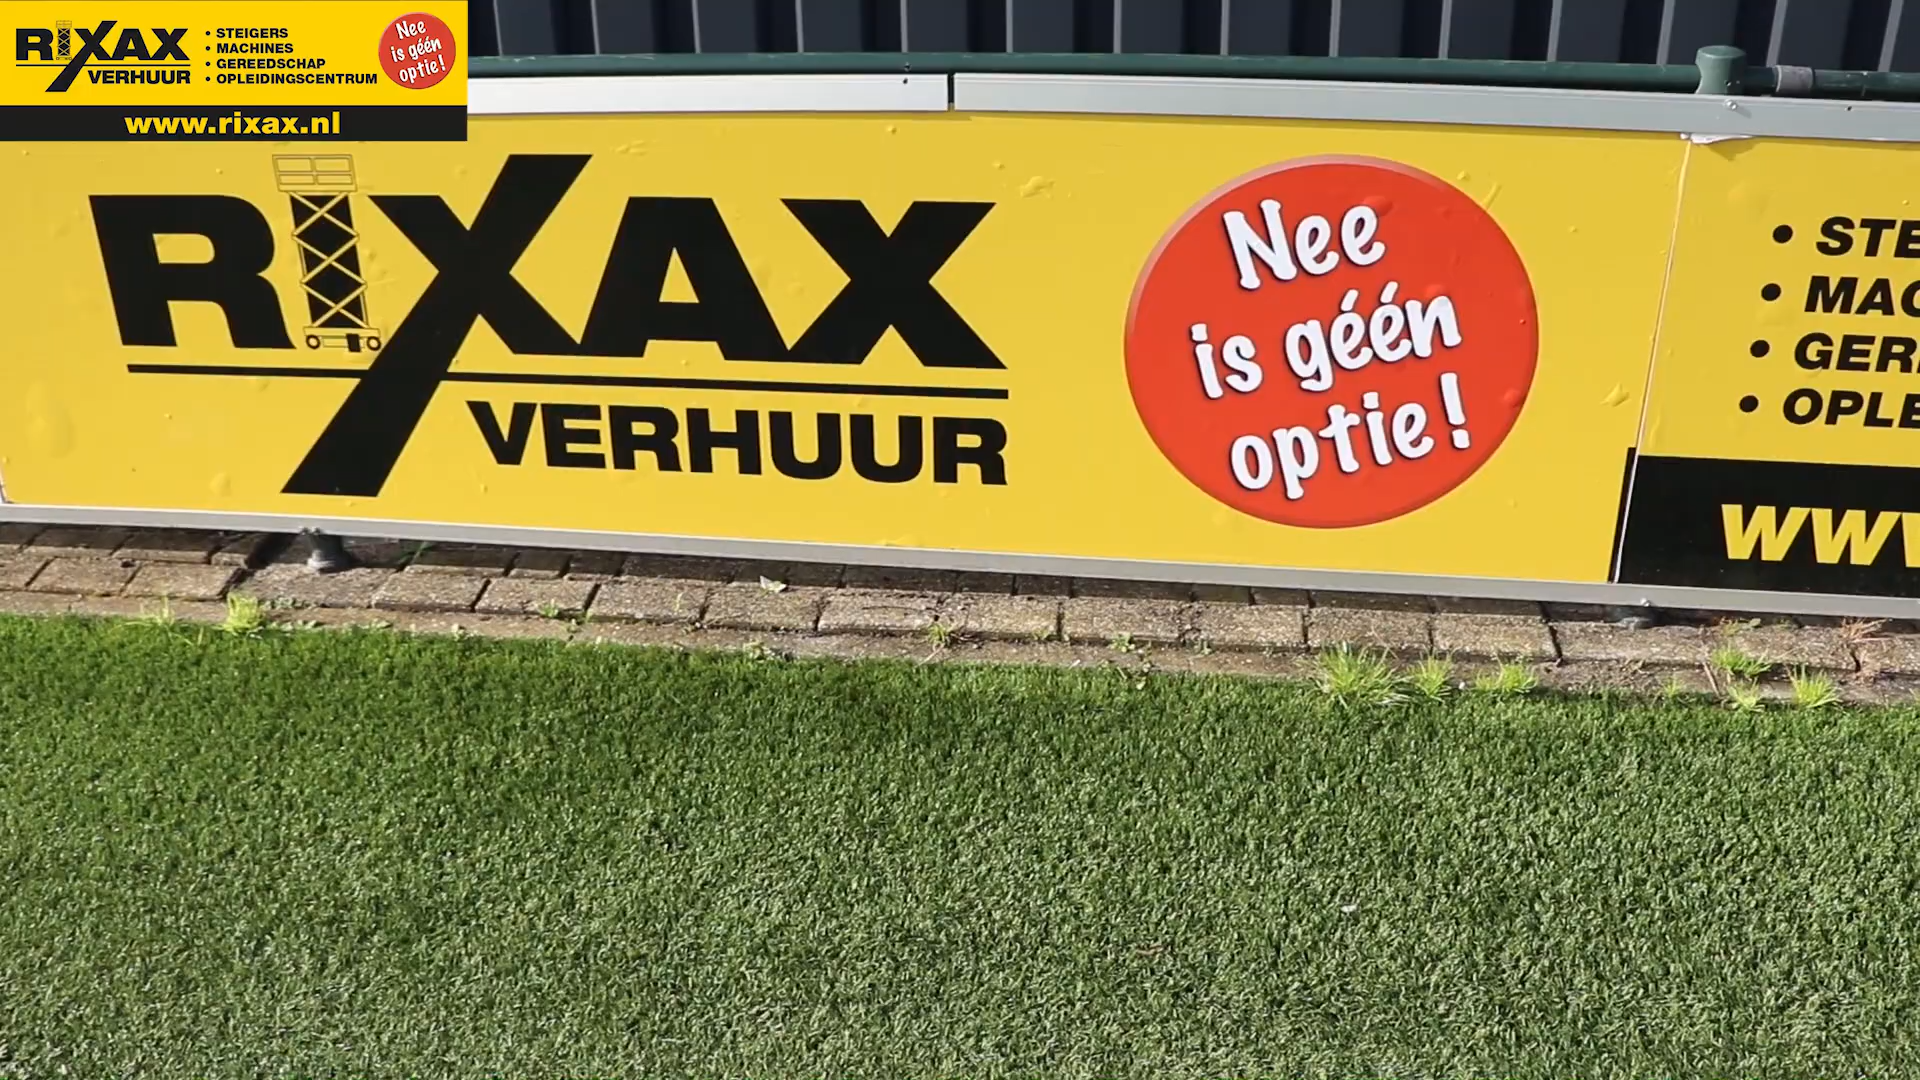 RIXAX
VERHUUR
• STEIGERS
• MACHINES
• GEREEDSCHAP
• OPLEIDINGSCENTRUM
Nee
is géén
optie!
www.rixax.nl
RIXAX
VERHUUR
Nee
is géén
optie!
• STE
• MAC
• GER
• OPLE
www